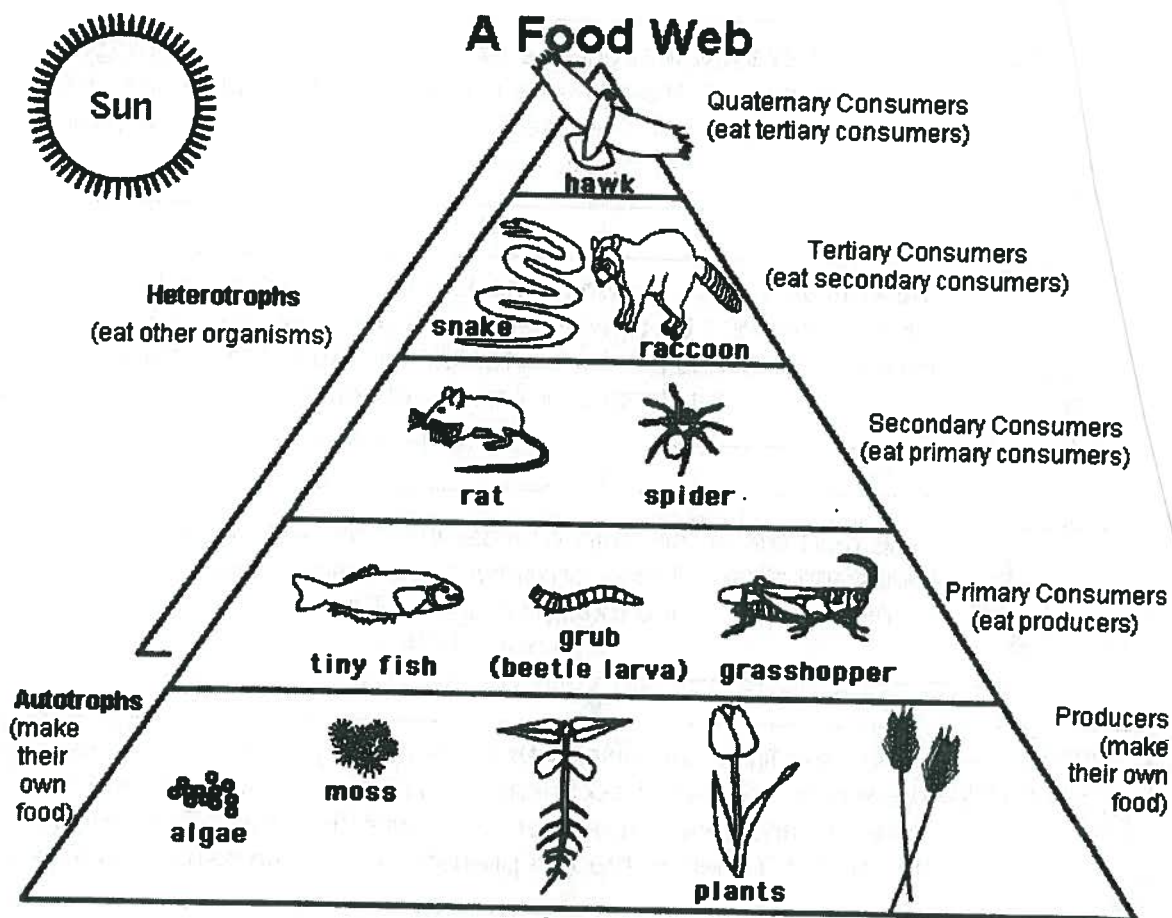 A Food Web
Sun
Quaternary Consumers
(eat tertiary consumers)
hawk
Tertiary Consumers
(eat secondary consumers)
Heterotrophs
(eat other organisms)
snake
raccoon
Secondary Consumers
(eat primary consumers)
rat
spider
Primary Consumers
(eat producers)
tiny fish
grub
(beetle larva)
grasshopper
Autotrophs
(make
their
own
food)
Producers
(make
their own
food)
algae
moss
plants